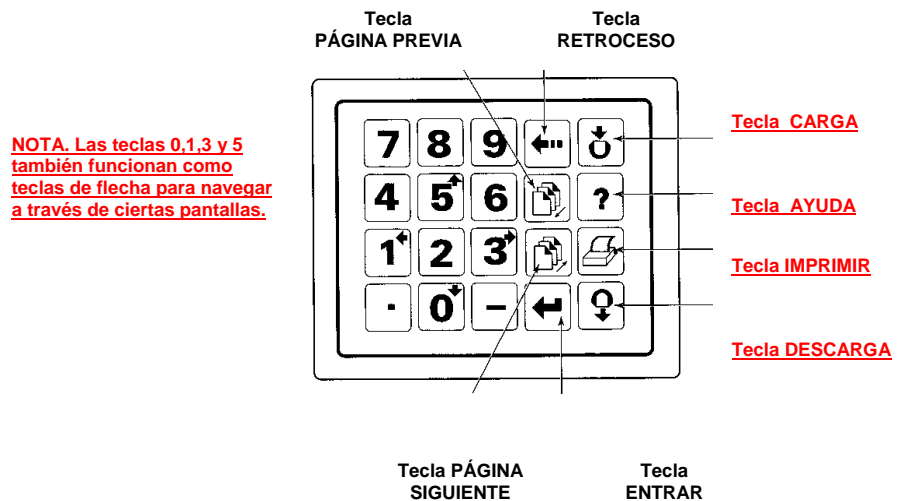 Tecla
PÁGINA PREVIA
Tecla
RETROCESO
NOTA. Las teclas 0,1,3 y 5
también funcionan como
teclas de flecha para navegar
a través de ciertas pantallas.
7 8 9
4 5 6 ?
1 2 3
. 0 -
Tecla CARGA
Tecla AYUDA
Tecla IMPRIMIR
Tecla DESCARGA
Tecla PÁGINA
SIGUIENTE
Tecla
ENTRAR